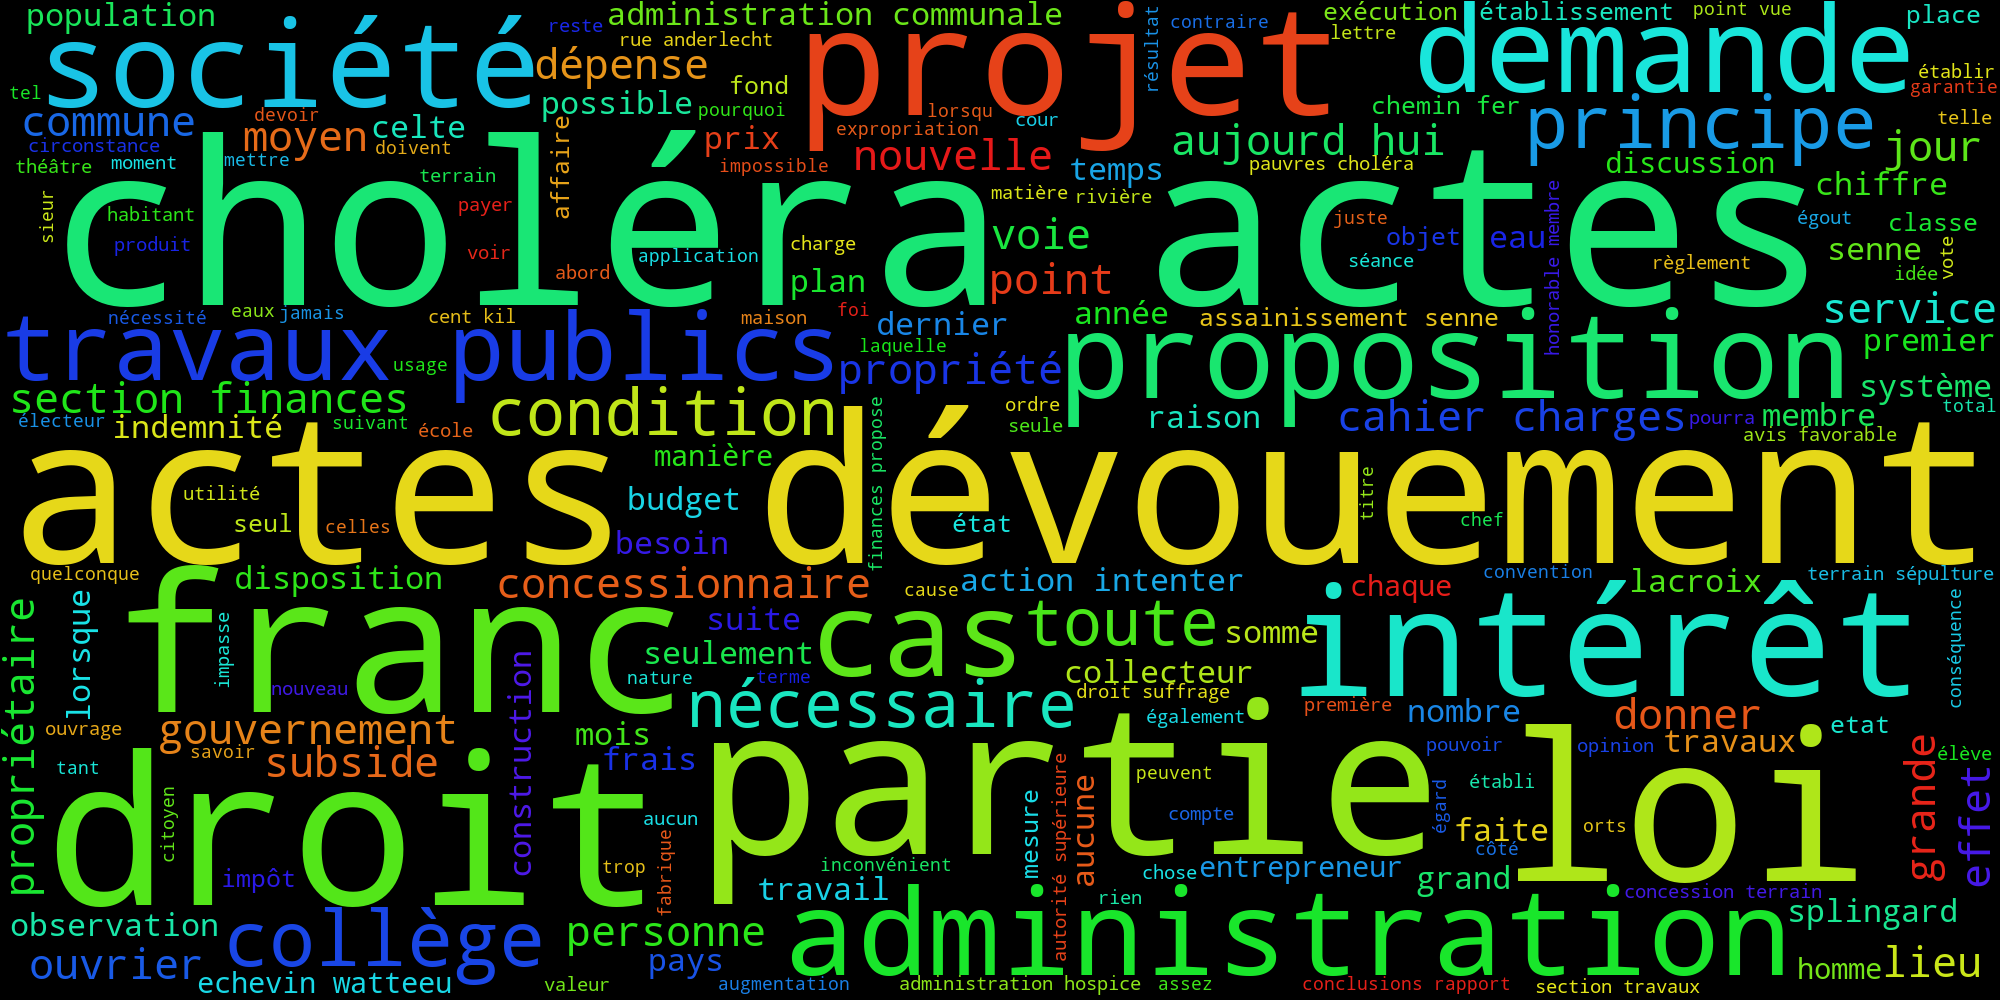 population
reste
administration communale
résultat
contraire
exécution
établissement
point vue
place
société
rue anderlecht
projet
lettre
demande
dépense
fond
établir
tel
possible
pourquoi
lorsqu
chemin fer
garantie
commune
devoir
moyen
celte
affaire
prix
expropriation
cour
principe
telle
circonstance
doivent
nouvelle
aujourd hui
jour
théâtre
moment
mettre
impossible
temps
pauvres choléra
discussion
choléra
terrain
matière
rivière
actes
chiffre
sieur
habitant
payer
juste
honorable membre
égout
classe
produit
voir
charge
voie
objet
eau
senne
vote
application
séance
règlement
abord
plan
point
idée
nécessité
eaux
jamais
cent kil
maison
foi
dernier
année
assainissement senne
service
travaux publics
usage
laquelle
propriété
proposition
premier
section finances
condition
ordre
système
électeur
indemnité
suivant
école
finances propose
seule
raison
cahier charges
pourra
membre
total
avis favorable
actes dévouement
manière
utilité
budget
titre
seul
celles
état
chef
besoin
quelconque
disposition
concessionnaire
cause
action intenter
chaque
convention
lacroix
terrain sépulture
propriétaire
lorsque
franc
impasse
suite
cas
toute
somme
intérêt
conséquence
seulement
collecteur
nouveau
construction
nature
terme
droit suffrage
nécessaire
également
première
nombre
donner
etat
ouvrage
gouvernement
savoir
mois
partie
pouvoir
opinion
travaux
grande
élève
tant
subside
frais
autorité supérieure
aucune
peuvent
établi
loi
effet
droit
citoyen
mesure
compte
égard
aucun
faite
orts
impôt
trop
fabrique
inconvénient
chose
entrepreneur
côté
travail
rien
grand
concession terrain
observation
collège
personne
administration
splingard
ouvrier
pays
homme
lieu
echevin watteeu
valeur
augmentation
administration hospice
assez
conclusions rapport
section travaux